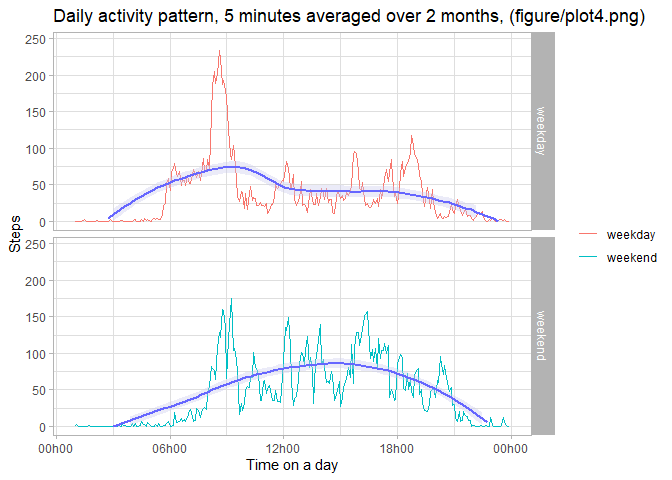 Daily activity pattern, 5 minutes averaged over 2 months, (figure/plot4.png)
Steps
250
200
150
100
50
0
weekday
250
200
150
100
50
0
weekend
00h00
06h00
12h00
18h00
00h00
Time on a day
weekday
weekend